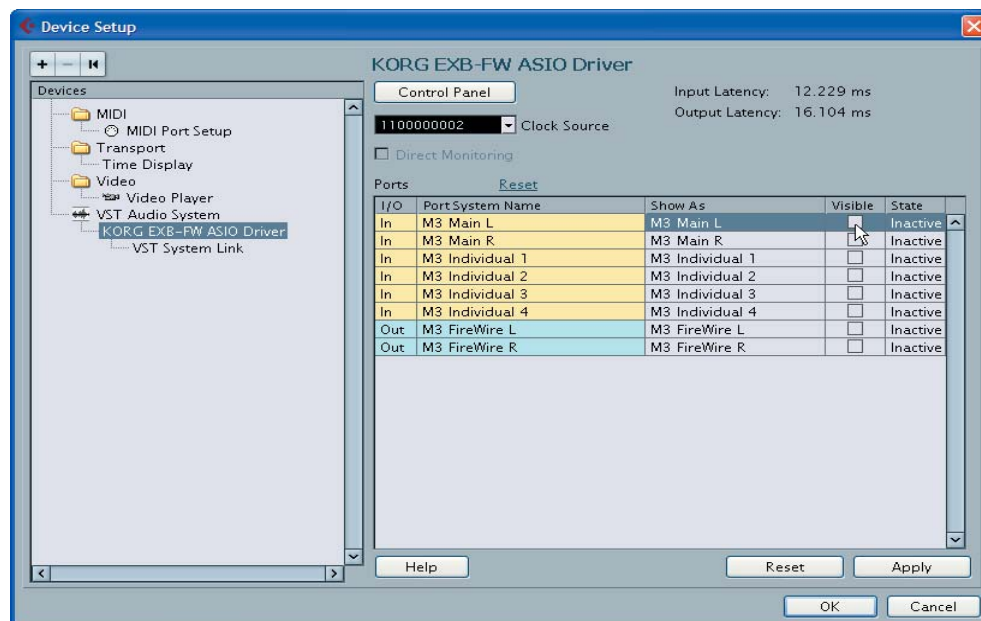 Device Setup
+ –
Devices
MIDI
MIDI Port Setup
Transport
Time Display
Video
Video Player
VST Audio System
KORG EXB-FW ASIO Driver
VST System Link
KORG EXB-FW ASIO Driver
Control Panel
Input Latency: 12.229 ms
Output Latency: 16.104 ms
1100000002 Clock Source
Direct Monitoring
Ports Reset
I/O Port System Name Show As Visible State
In M3 Main L M3 Main L Inactive
In M3 Main R M3 Main R Inactive
In M3 Individual 1 M3 Individual 1 Inactive
In M3 Individual 2 M3 Individual 2 Inactive
In M3 Individual 3 M3 Individual 3 Inactive
In M3 Individual 4 M3 Individual 4 Inactive
Out M3 FireWire L M3 FireWire L Inactive
Out M3 FireWire R M3 FireWire R Inactive
Help Reset Apply
OK Cancel